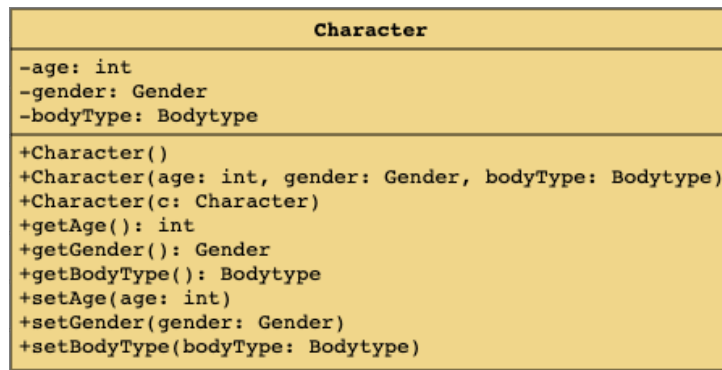 Character
-age: int
-gender: Gender
-bodyType: Bodytype
+Character()
+Character(age: int, gender: Gender, bodyType: Bodytype)
+Character(c: Character)
+getAge(): int
+getGender(): Gender
+getBodyType(): Bodytype
+setAge(age: int)
+setGender(gender: Gender)
+setBodyType(bodyType: Bodytype)